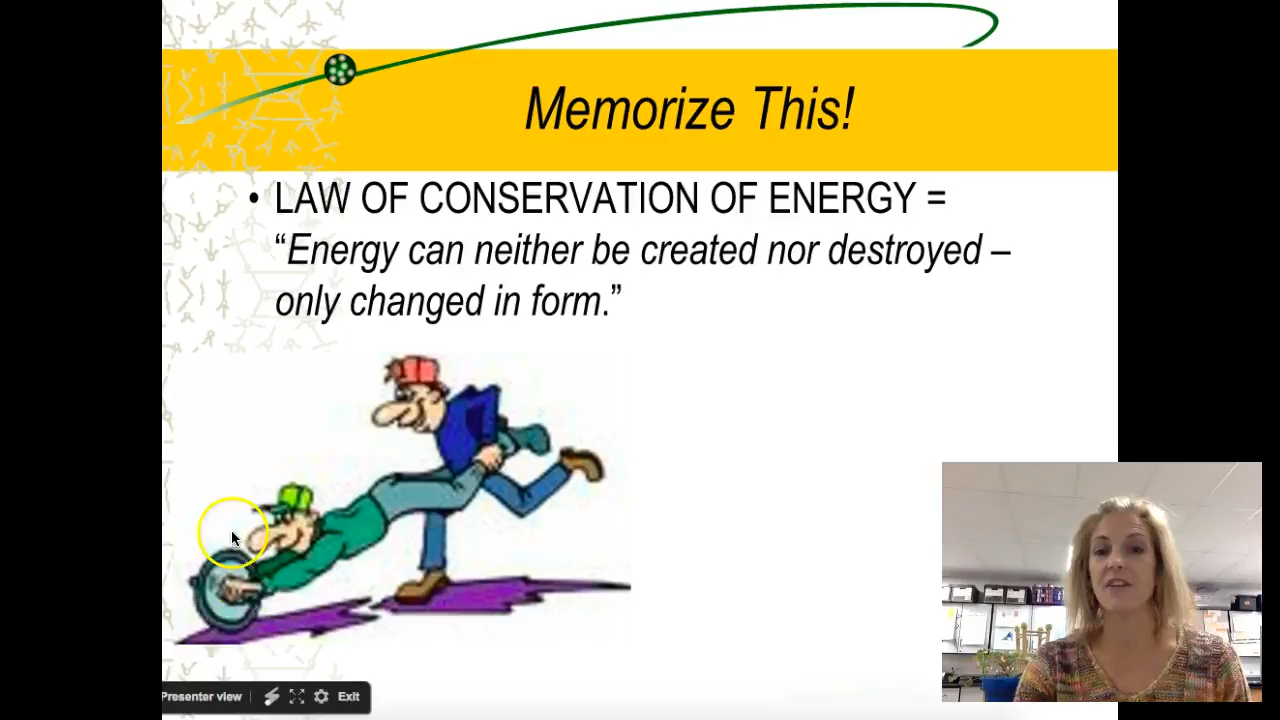 Memorize This!
• LAW OF CONSERVATION OF ENERGY =
“Energy can neither be created nor destroyed –
only changed in form.”
Presenter view
Exit